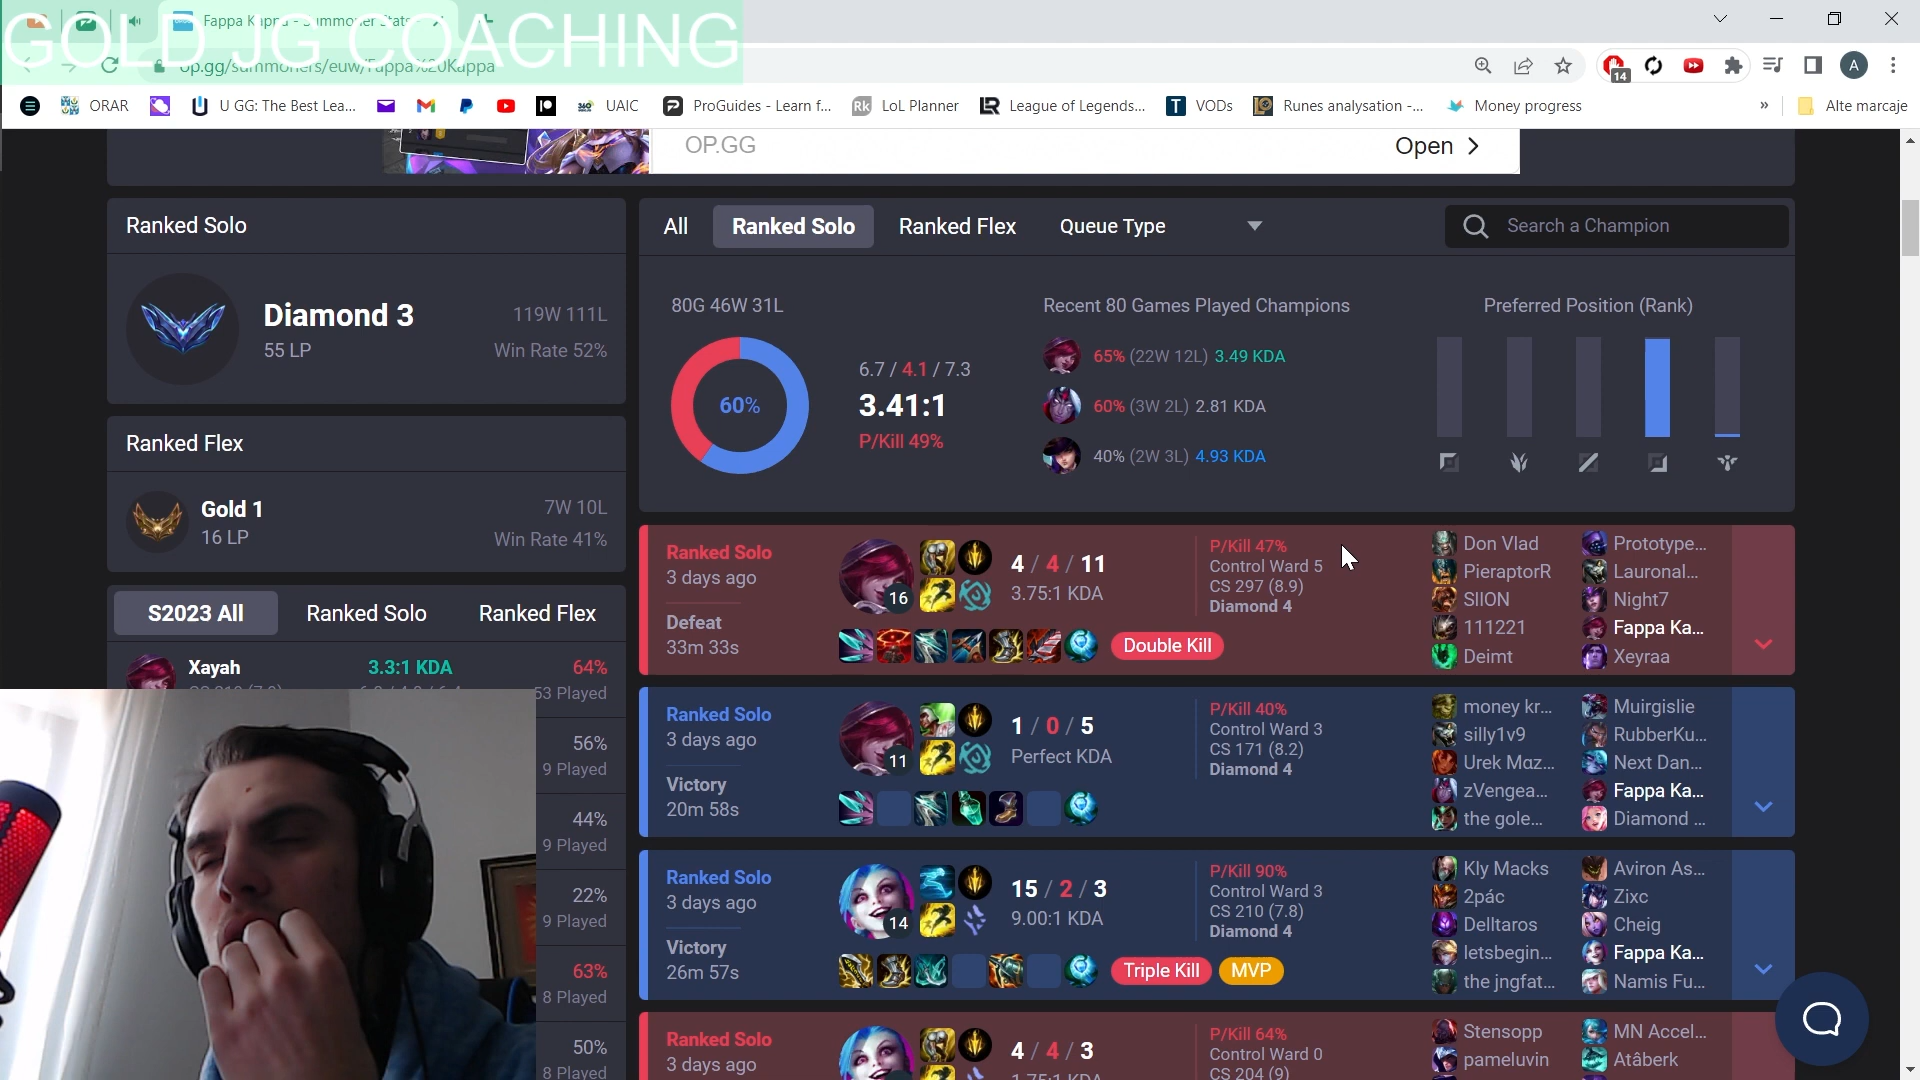 GOLD JG COACHING
Fappa Kappa - Summoner Stats
op.gg/summoners/euw/Fappa%20Kappa
14
A
ORAR
U GG: The Best Lea...
UAIC
ProGuides - Learn f...
LoL Planner
League of Legends...
VODs
Runes analysation -...
Money progress
»
Alte marcaje
OP.GG
Open
Ranked Solo
All
Ranked Solo
Ranked Flex
Queue Type
Search a Champion
Diamond 3
55 LP
119W 111L
Win Rate 52%
80G 46W 31L
60%
6.7 / 4.1 / 7.3
3.41:1
P/Kill 49%
Recent 80 Games Played Champions
65% (22W 12L) 3.49 KDA
60% (3W 2L) 2.81 KDA
40% (2W 3L) 4.93 KDA
Preferred Position (Rank)
Ranked Flex
Gold 1
16 LP
7W 10L
Win Rate 41%
S2023 All
Ranked Solo
Ranked Flex
Xayah
3.3:1 KDA
64%
53 Played
56%
9 Played
44%
9 Played
22%
9 Played
63%
8 Played
50%
8 Played
Ranked Solo
3 days ago
Defeat
33m 33s
16
4 / 4 / 11
3.75:1 KDA
Double Kill
P/Kill 47%
Control Ward 5
CS 297 (8.9)
Diamond 4
Don Vlad
Prototype...
PieraptorR
Lauronal...
SIION
Night7
111221
Fappa Ka...
Deimt
Xeyraa
Ranked Solo
3 days ago
Victory
20m 58s
11
1 / 0 / 5
Perfect KDA
P/Kill 40%
Control Ward 3
CS 171 (8.2)
Diamond 4
money kr...
Muirgislie
silly1v9
RubberKu...
Urek Maz...
Next Dan...
zVengea...
Fappa Ka...
the gole...
Diamond ...
Ranked Solo
3 days ago
Victory
26m 57s
14
15 / 2 / 3
9.00:1 KDA
Triple Kill
MVP
P/Kill 90%
Control Ward 3
CS 210 (7.8)
Diamond 4
Kly Macks
Aviron As...
2pác
Zixc
Delltaros
Cheig
letsbegin...
Fappa Ka...
the jngfat...
Namis Fu...
Ranked Solo
3 days ago
4 / 4 / 3
1.75:1 KDA
P/Kill 64%
Control Ward 0
CS 204 (9)
Stensopp
MN Accel...
pameluvin
Atâberk